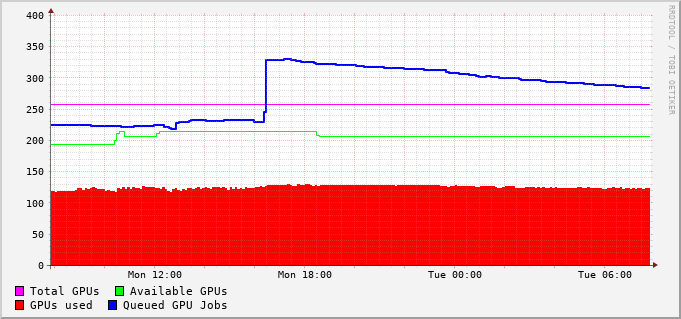 400
350
300
250
200
150
100
50
0
Mon 12:00 Mon 18:00 Tue 00:00 Tue 06:00
Total GPUs Available GPUs
GPUs used Queued GPU Jobs
RRDTOOL / TOBI OETIKER